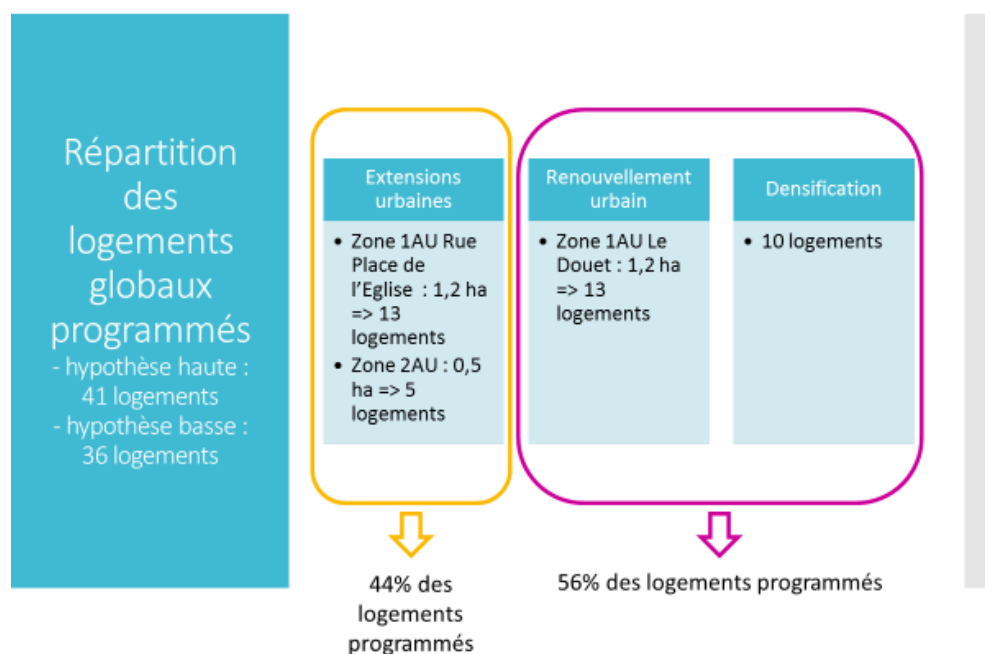 Répartition
des
logements
globaux
programmés
- hypothèse haute :
41 logements
- hypothèse basse :
36 logements
Extensions
urbaines
• Zone 1AU Rue
Place de
l'Eglise : 1,2 ha
=> 13
logements
• Zone 2AU : 0,5
ha => 5
logements
Renouvellement
urbain
• Zone 1AU Le
Douet : 1,2 ha
=> 13
logements
Densification
• 10 logements
44% des
logements
programmés
56% des logements programmés